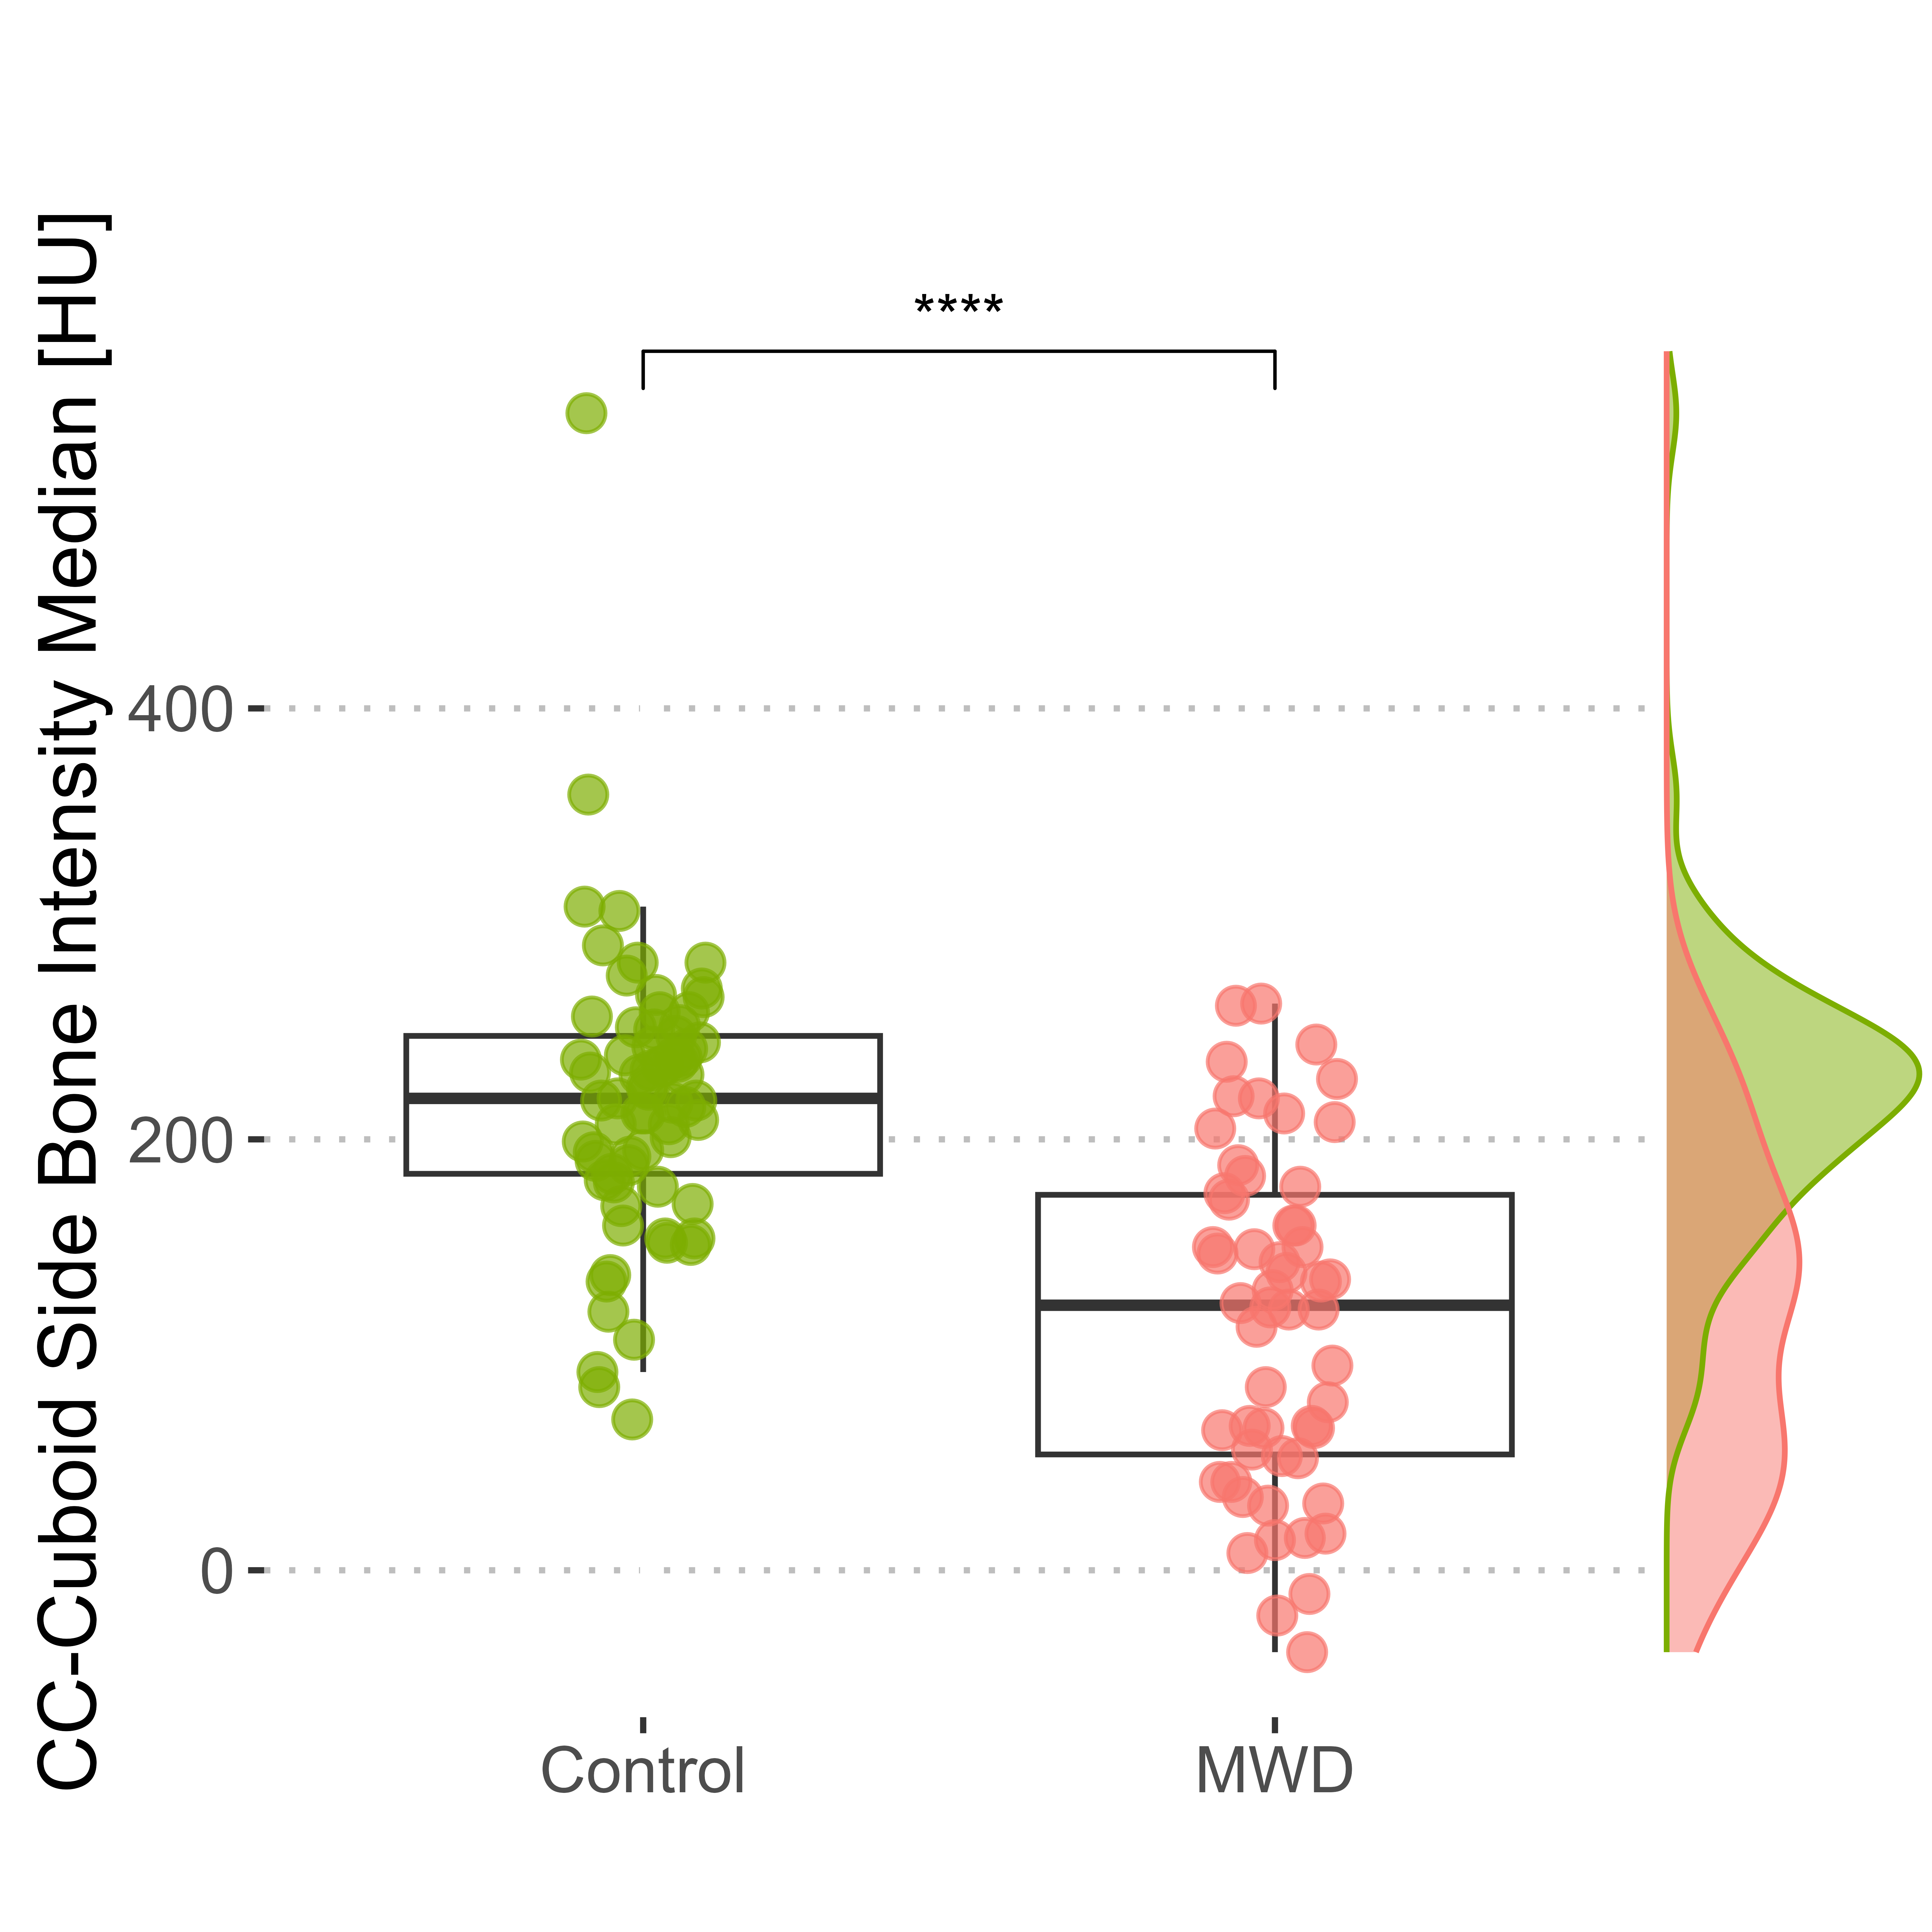 CC-Cuboid Side Bone Intensity Median [HU]
****
400
200
0
Control
MWD